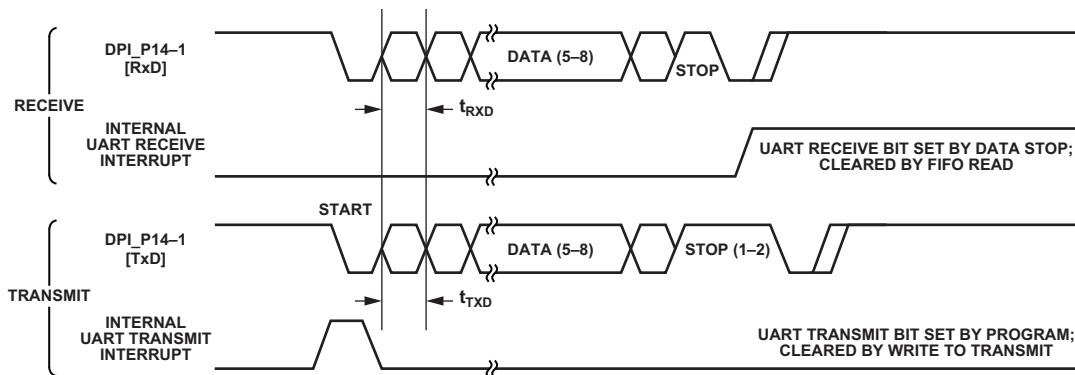 RECEIVE
DPI_P14–1
[RxD]
DATA (5–8)
STOP
tRXD
INTERNAL
UART RECEIVE
INTERRUPT
UART RECEIVE BIT SET BY DATA STOP;
CLEARED BY FIFO READ
START
TRANSMIT
DPI_P14–1
[TxD]
DATA (5–8)
STOP (1–2)
tTXD
INTERNAL
UART TRANSMIT
INTERRUPT
UART TRANSMIT BIT SET BY PROGRAM;
CLEARED BY WRITE TO TRANSMIT